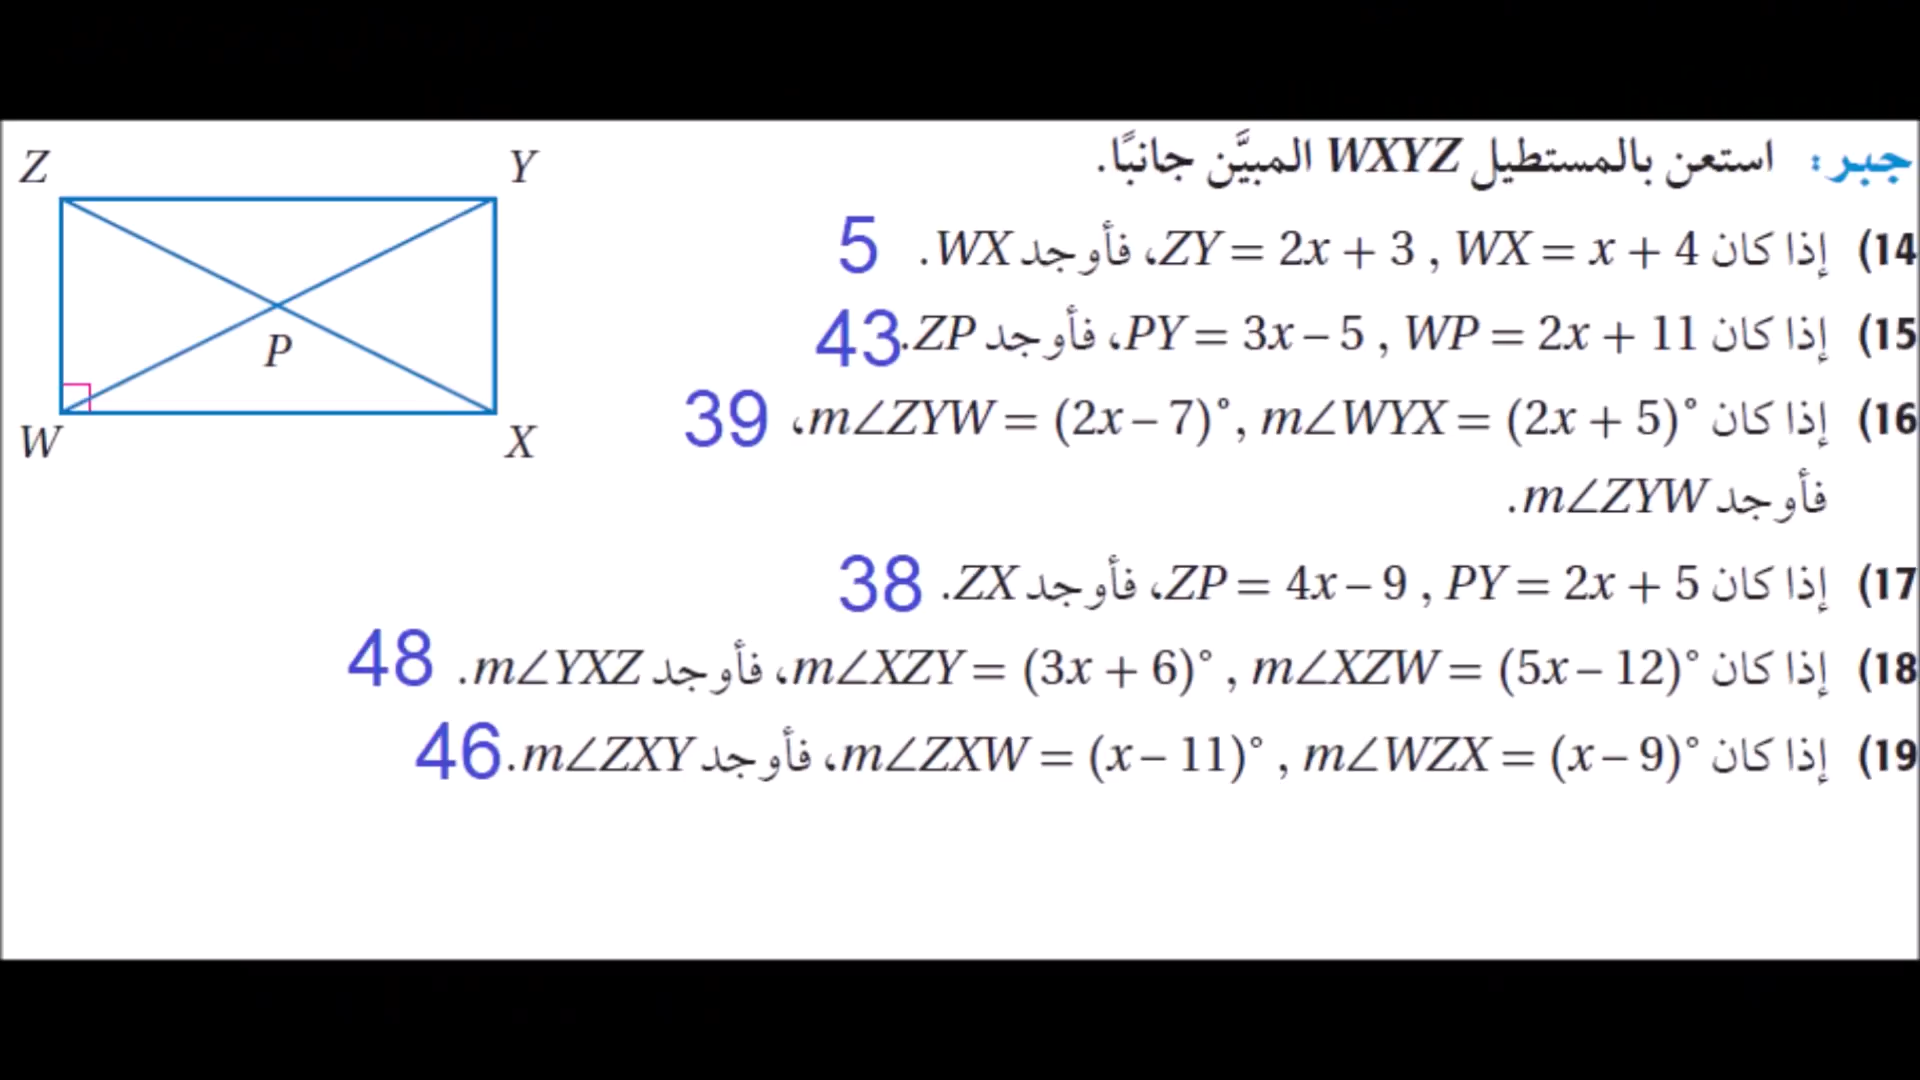 جبر: استعن بالمستطيل WXYZ المبيَّن جانبًا.
14) إذا كان ZY = 2x + 3 , WX = x + 4، فأوجد WX. 5
15) إذا كان PY = 3x – 5 , WP = 2x + 11، فأوجد ZP. 43
16) إذا كان m∠ZYW = (2x – 7)°, m∠WYX = (2x + 5)°، 39
فأوجد m∠ZYW.
17) إذا كان ZP = 4x – 9 , PY = 2x + 5، فأوجد ZX. 38
18) إذا كان m∠XZY = (3x + 6)° , m∠XZW = (5x – 12)°، فأوجد m∠YXZ. 48
19) إذا كان m∠ZXW = (x – 11)° , m∠WZX = (x – 9)°، فأوجد m∠ZXY. 46
Z Y
P
W X